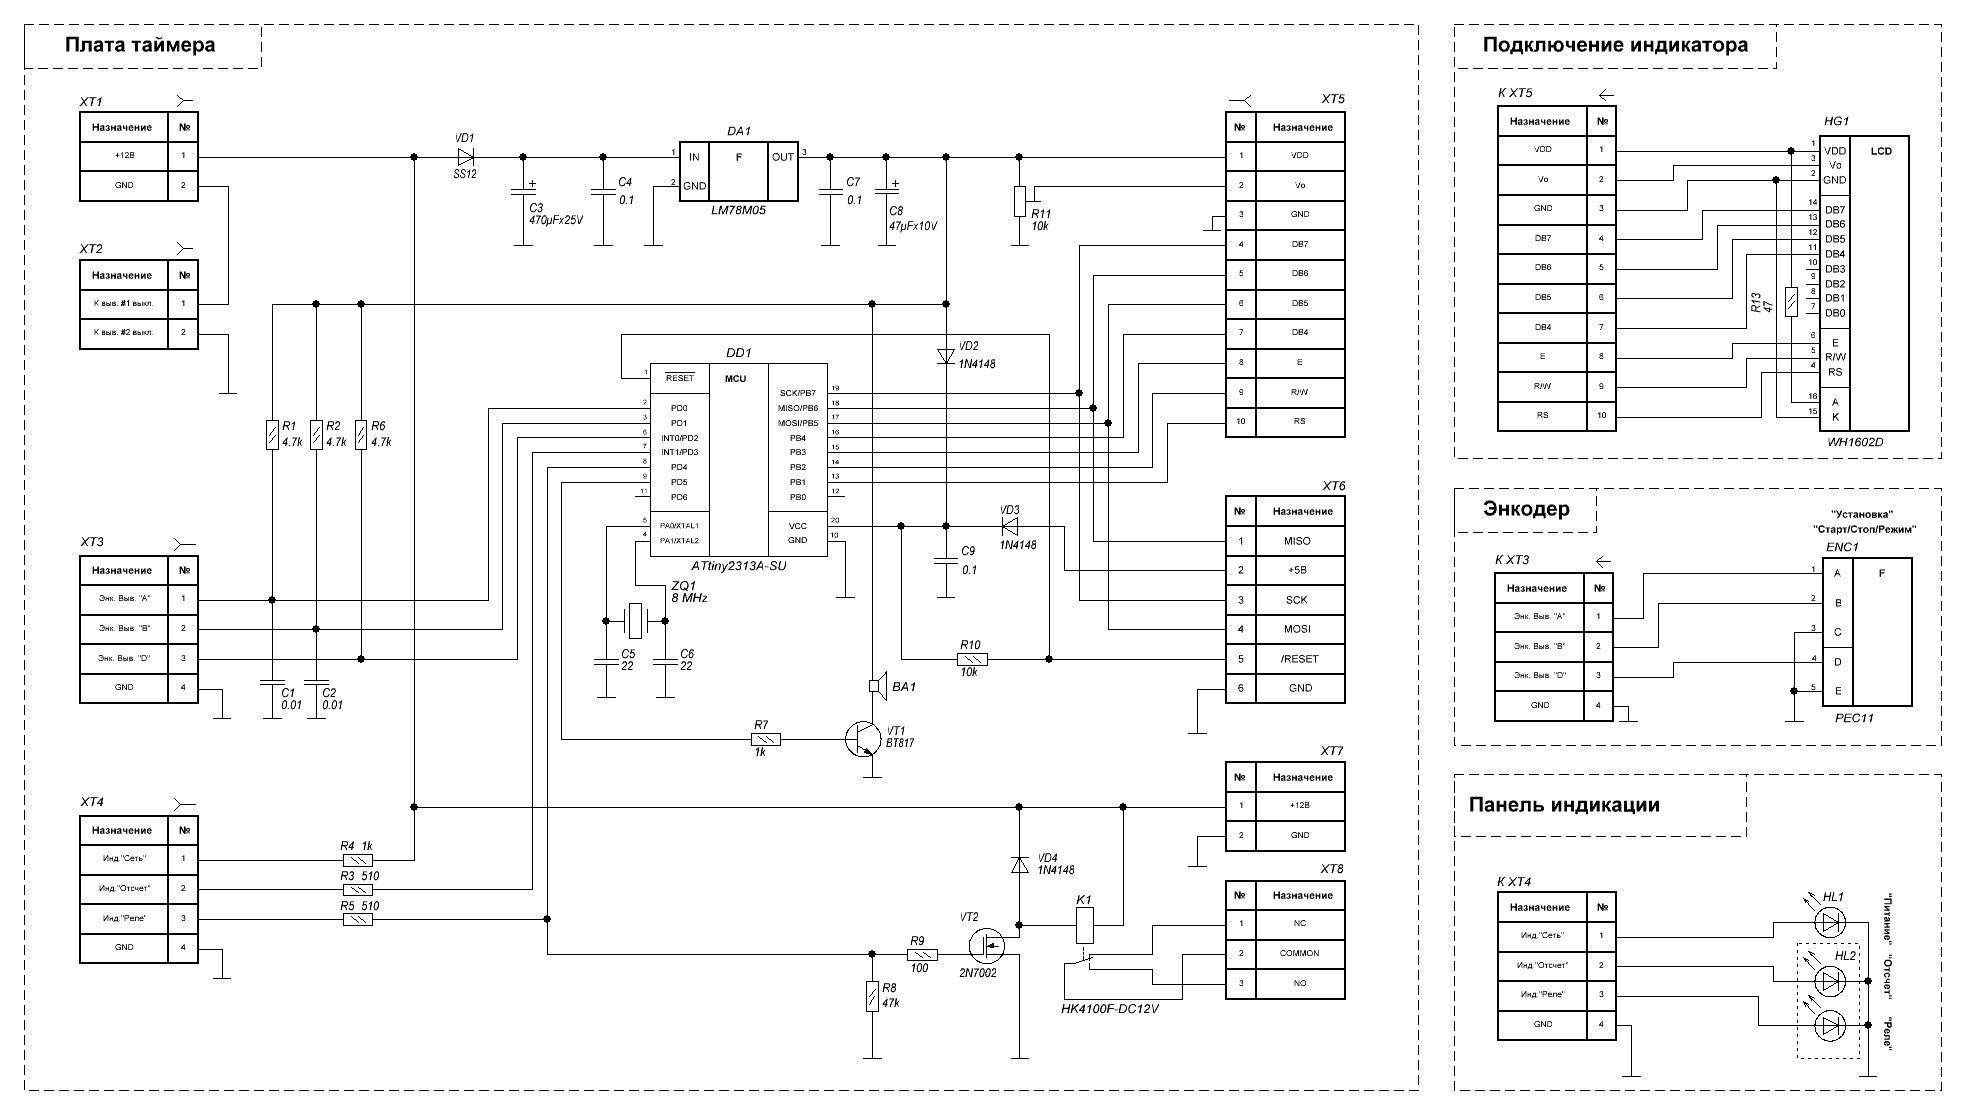 Плата таймера
XT1
Назначение №
+12В 1
GND 2
XT2
Назначение №
К выв. #1 выкл. 1
К выв. #2 выкл. 2
XT3
Назначение №
Энк. Выв. "A" 1
Энк. Выв. "B" 2
Энк. Выв. "D" 3
GND 4
XT4
Назначение №
Инд."Сеть" 1
Инд."Отсчет" 2
Инд."Реле" 3
GND 4
R1
4.7k
R2
4.7k
R6
4.7k
C1
0.01
C2
0.01
R4 1k
R3 510
R5 510
VD1
SS12
C3
470µFx25V
C4
0.1
DA1
1 IN F OUT 3
2 GND
LM78M05
C7
0.1
C8
47µFx10V
R11
10k
VD2
1N4148
DD1
MCU
1 RESET
2 PD0
3 PD1
6 INT0/PD2
7 INT1/PD3
8 PD4
9 PD5
11 PD6
5 PA0/XTAL1
4 PA1/XTAL2
SCK/PB7 19
MISO/PB6 18
MOSI/PB5 17
PB4 16
PB3 15
PB2 14
PB1 13
PB0 12
VCC 20
GND 10
ATtiny2313A-SU
ZQ1
8 MHz
C5
22
C6
22
VD3
1N4148
C9
0.1
R10
10k
BA1
R7
1k
VT1
BT817
VD4
1N4148
K1
HK4100F-DC12V
VT2
2N7002
R9
100
R8
47k
XT5
№ Назначение
1 VDD
2 Vo
3 GND
4 DB7
5 DB6
6 DB5
7 DB4
8 E
9 R/W
10 RS
XT6
№ Назначение
1 MISO
2 +5В
3 SCK
4 MOSI
5 /RESET
6 GND
XT7
№ Назначение
1 +12В
2 GND
XT8
№ Назначение
1 NC
2 COMMON
3 NO
Подключение индикатора
К XT5
Назначение №
VDD 1
Vo 2
GND 3
DB7 4
DB6 5
DB5 6
DB4 7
E 8
R/W 9
RS 10
R13
47
HG1
LCD
1 VDD
3 Vo
2 GND
14 DB7
13 DB6
12 DB5
11 DB4
10 DB3
9 DB2
8 DB1
7 DB0
6 E
5 R/W
4 RS
16 A
15 K
WH1602D
Энкодер
К XT3
Назначение №
Энк. Выв. "A" 1
Энк. Выв. "B" 2
Энк. Выв. "D" 3
GND 4
"Установка"
"Старт/Стоп/Режим"
ENC1
1 A F
2 B
3 C
4 D
5 E
PEC11
Панель индикации
К XT4
Назначение №
Инд."Сеть" 1
Инд."Отсчет" 2
Инд."Реле" 3
GND 4
HL1
HL2
"Питание"
"Отсчет"
"Реле"